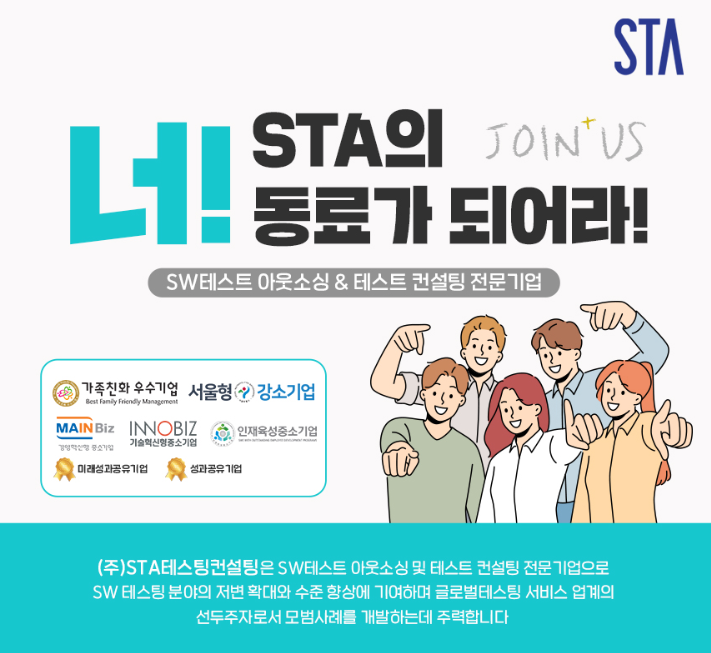 STA
네!
STA의
JOIN+US
동료가 되어라!
SW테스트 아웃소싱 & 테스트 컨설팅 전문기업
가족친화 우수기업
Best Family Friendly Management
서울형 강소기업
MAINBiz
경영혁신형 중소기업
INNOBIZ
기술혁신형중소기업
인재육성중소기업
미래성과공유기업
성과공유기업
(주)STA테스팅컨설팅은 SW테스트 아웃소싱 및 테스트 컨설팅 전문기업으로
SW 테스팅 분야의 저변 확대와 수준 향상에 기여하며 글로벌테스팅 서비스 업계의
선두주자로서 모범사례를 개발하는데 주력합니다